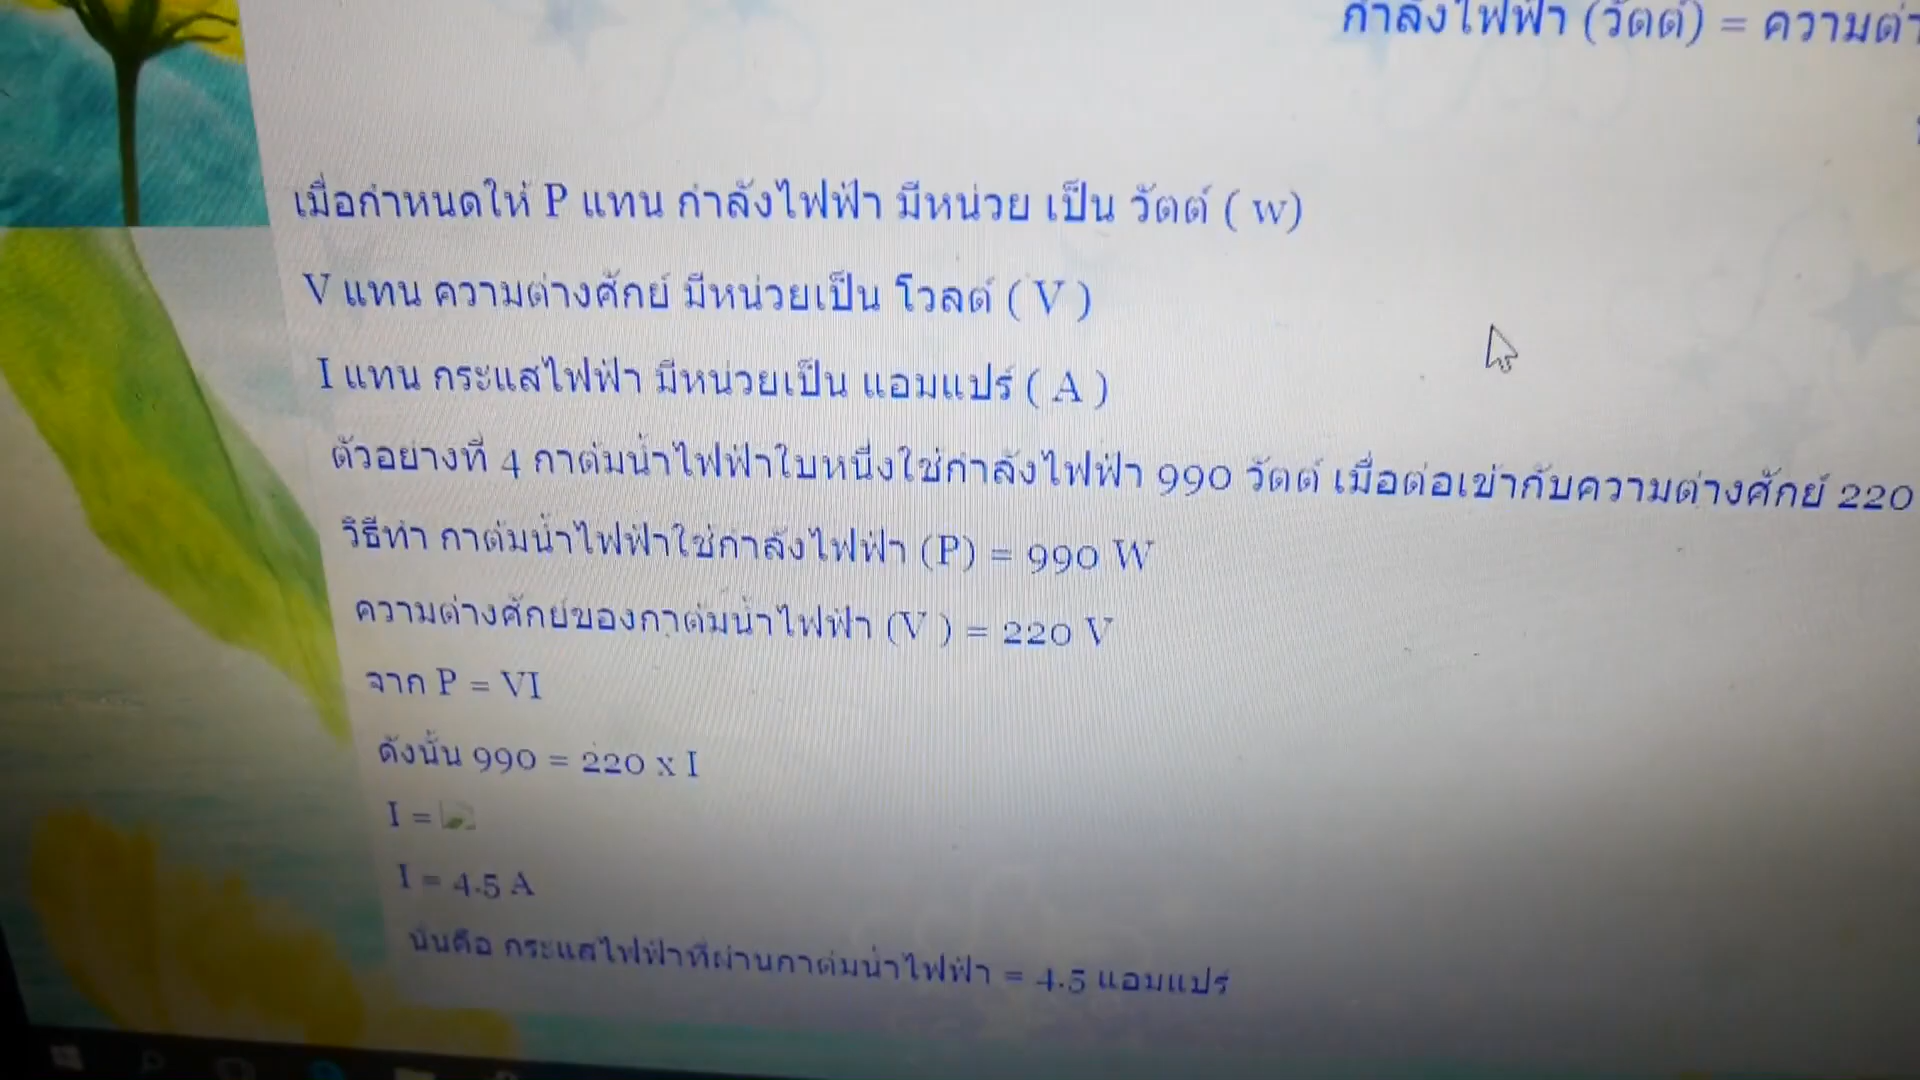 กำลังไฟฟ้า (วัตต์) = ความต่า
เมื่อกำหนดให้ P แทน กำลังไฟฟ้า มีหน่วย เป็น วัตต์ ( w)
V แทน ความต่างศักย์ มีหน่วยเป็น โวลต์ ( V )
I แทน กระแสไฟฟ้า มีหน่วยเป็น แอมแปร์ ( A )
ตัวอย่างที่ 4 กาต้มน้ำไฟฟ้าใบหนึ่งใช้กำลังไฟฟ้า 990 วัตต์ เมื่อต่อเข้ากับความต่างศักย์ 220
วิธีทำ กาต้มน้ำไฟฟ้าใช้กำลังไฟฟ้า (P) = 990 W
ความต่างศักย์ของกาต้มน้ำไฟฟ้า (V ) = 220 V
จาก P = VI
ดังนั้น 990 = 220 x I
I =
I = 4.5 A
นั่นคือ กระแสไฟฟ้าที่ผ่านกาต้มน้ำไฟฟ้า = 4.5 แอมแปร์